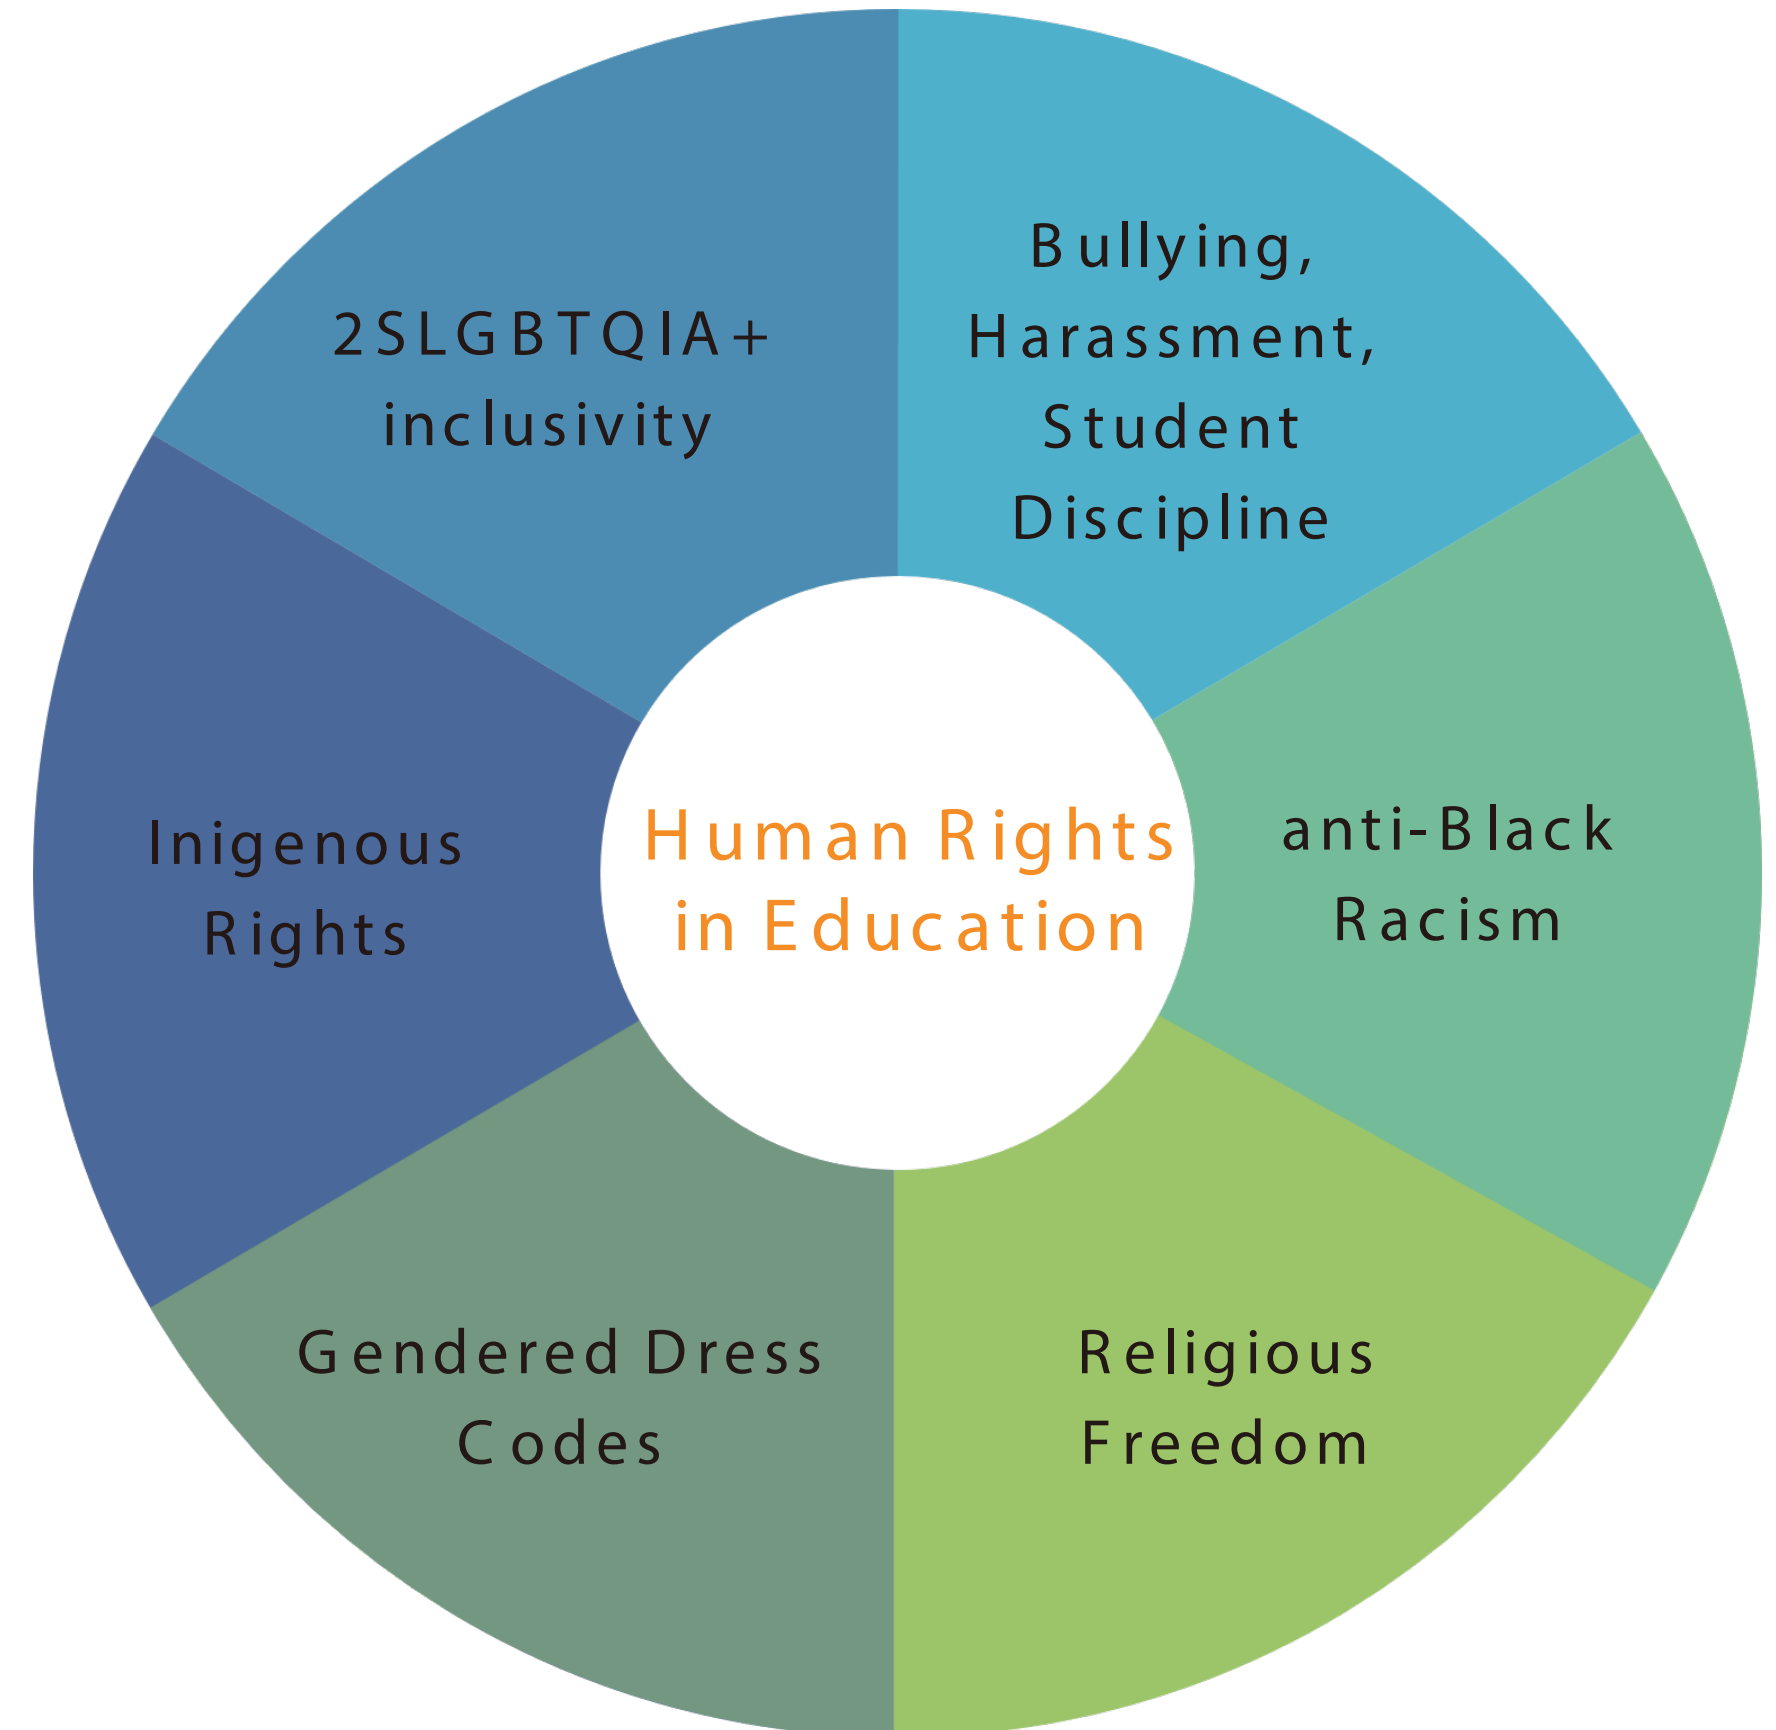 2SLGBTQIA+
inclusivity
Bullying,
Harassment,
Student
Discipline
Inigenous
Rights
Human Rights
in Education
anti-Black
Racism
Gendered Dress
Codes
Religious
Freedom